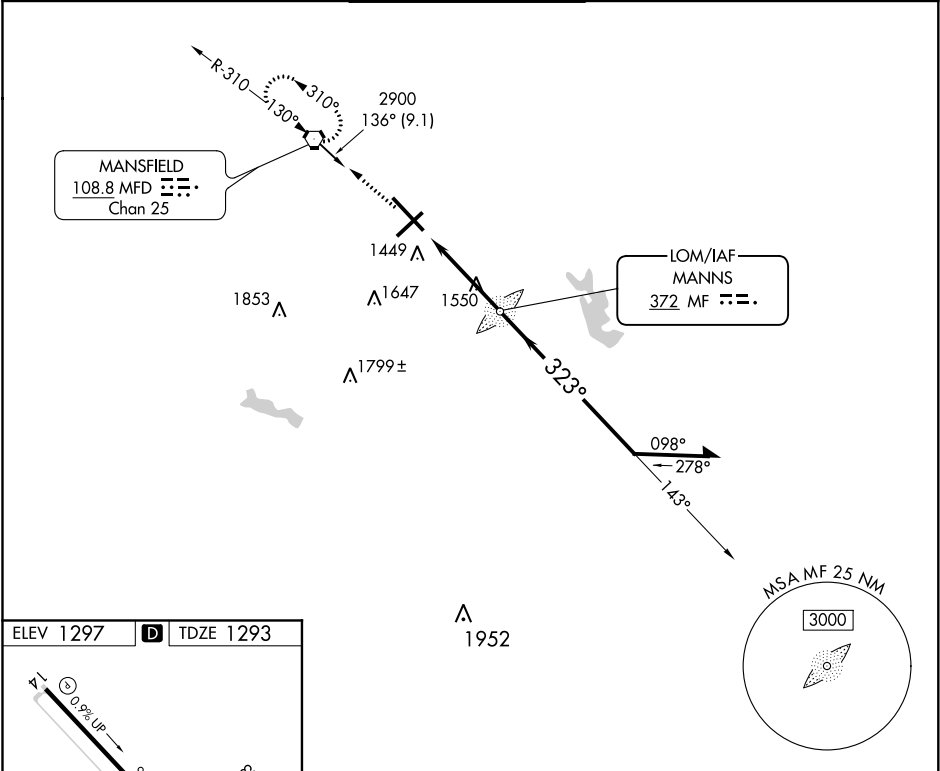 R-310
130°
310°
2900
136° (9.1)
MANSFIELD
108.8 MFD
Chan 25
1449
1550
1647
1853
1799 ±
LOM/IAF
MANNS
372 MF
323°
098°
278°
143°
1952
MSA MF 25 NM
3000
ELEV 1297 D TDZE 1293
14
P
0.9% UP